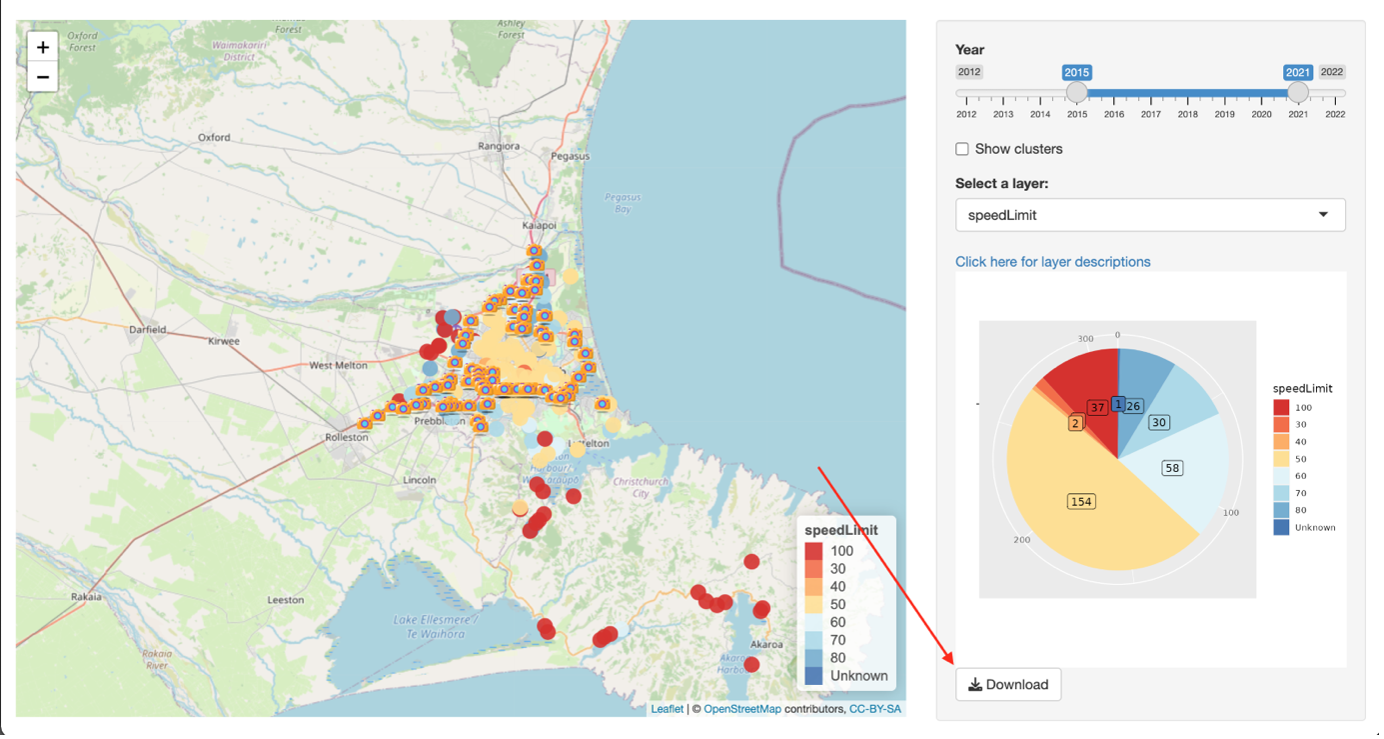 +
−
Oxford
Forest
Waimakariri
District
Ashley
Forest
Oxford
Rangiora
Pegasus
Pegasus
Bay
Kaiapoi
Darfield
Kirwee
West Melton
Rolleston
Lincoln
Christchurch
City
Rakaia
Leeston
Lake Ellesmere /
Te Waihora
Rakaia
River
Akaroa
speedLimit
100
30
40
50
60
70
80
Unknown
Leaflet | © OpenStreetMap contributors, CC-BY-SA
Year
2012 2015 2021 2022
2012 2013 2014 2015 2016 2017 2018 2019 2020 2021 2022
Show clusters
Select a layer:
speedLimit
Click here for layer descriptions
0
300
37
1
26
2
30
58
154
100
200
speedLimit
100
30
40
50
60
70
80
Unknown
Download